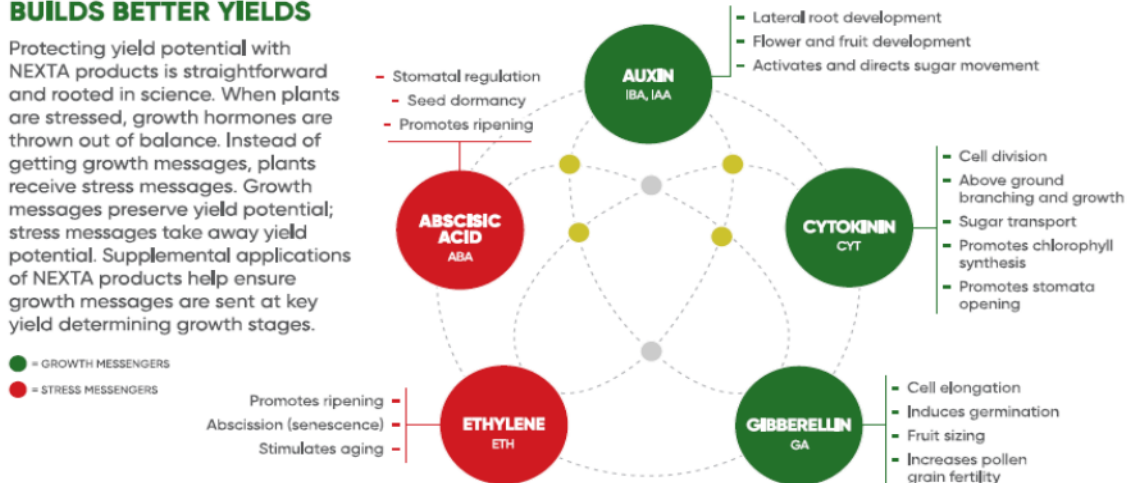 BUILDS BETTER YIELDS
Protecting yield potential with
NEXTA products is straightforward
and rooted in science. When plants
are stressed, growth hormones are
thrown out of balance. Instead of
getting growth messages, plants
receive stress messages. Growth
messages preserve yield potential;
stress messages take away yield
potential. Supplemental applications
of NEXTA products help ensure
growth messages are sent at key
yield determining growth stages.
= GROWTH MESSENGERS
= STRESS MESSENGERS
AUXIN
IBA, IAA
- Lateral root development
- Flower and fruit development
- Activates and directs sugar movement
- Stomatal regulation
- Seed dormancy
- Promotes ripening
ABSCISIC
ACID
ABA
CYTOKININ
CYT
- Cell division
- Above ground
branching and growth
- Sugar transport
- Promotes chlorophyll
synthesis
- Promotes stomata
opening
Promotes ripening -
Abscission (senescence) -
Stimulates aging -
ETHYLENE
ETH
GIBBERELLIN
GA
- Cell elongation
- Induces germination
- Fruit sizing
- Increases pollen
grain fertility